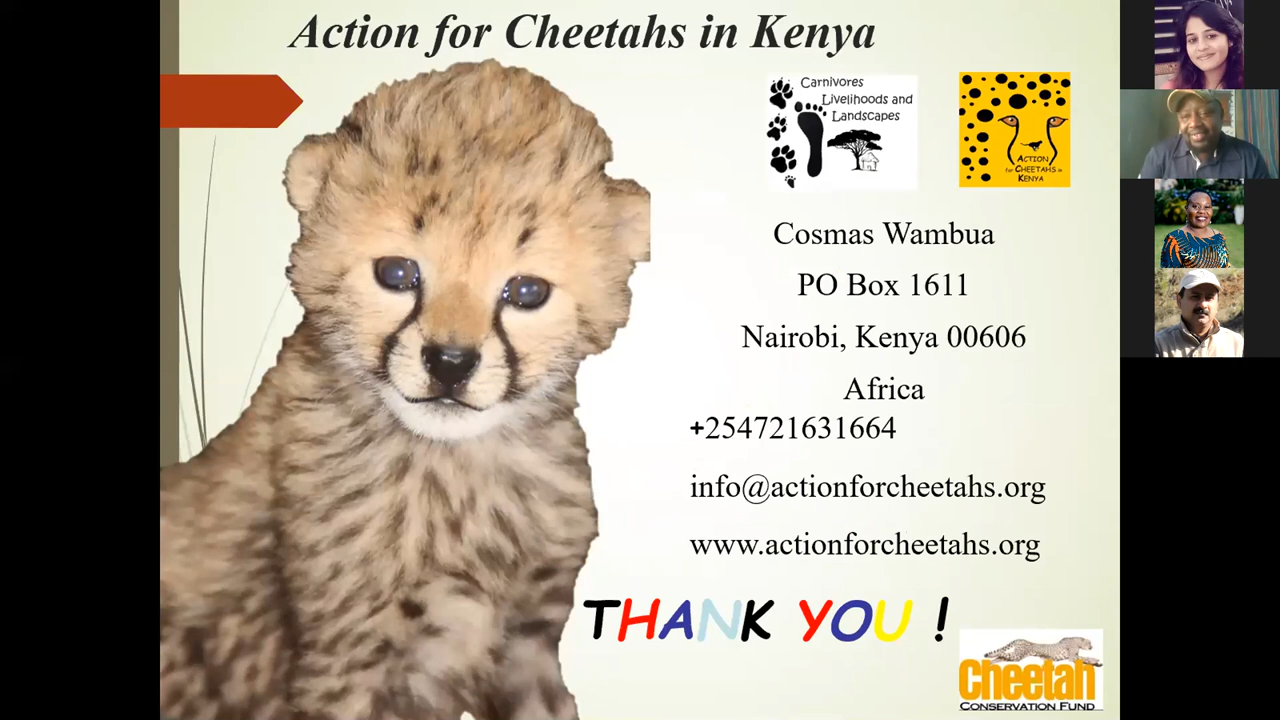 Action for Cheetahs in Kenya
Carnivores
Livelihoods and
Landscapes
ACTION
for CHEETAHS in
KENYA
Cosmas Wambua
PO Box 1611
Nairobi, Kenya 00606
Africa
+254721631664
info@actionforcheetahs.org
www.actionforcheetahs.org
THANK YOU !
Cheetah
CONSERVATION FUND